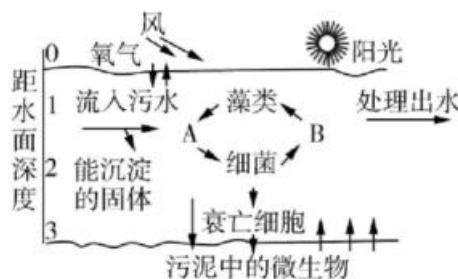 风
0
氧气
阳光
距水面深度
1
流入污水
藻类
处理出水
A
B
2
能沉淀
的固体
细菌
3
衰亡细胞
污泥中的微生物